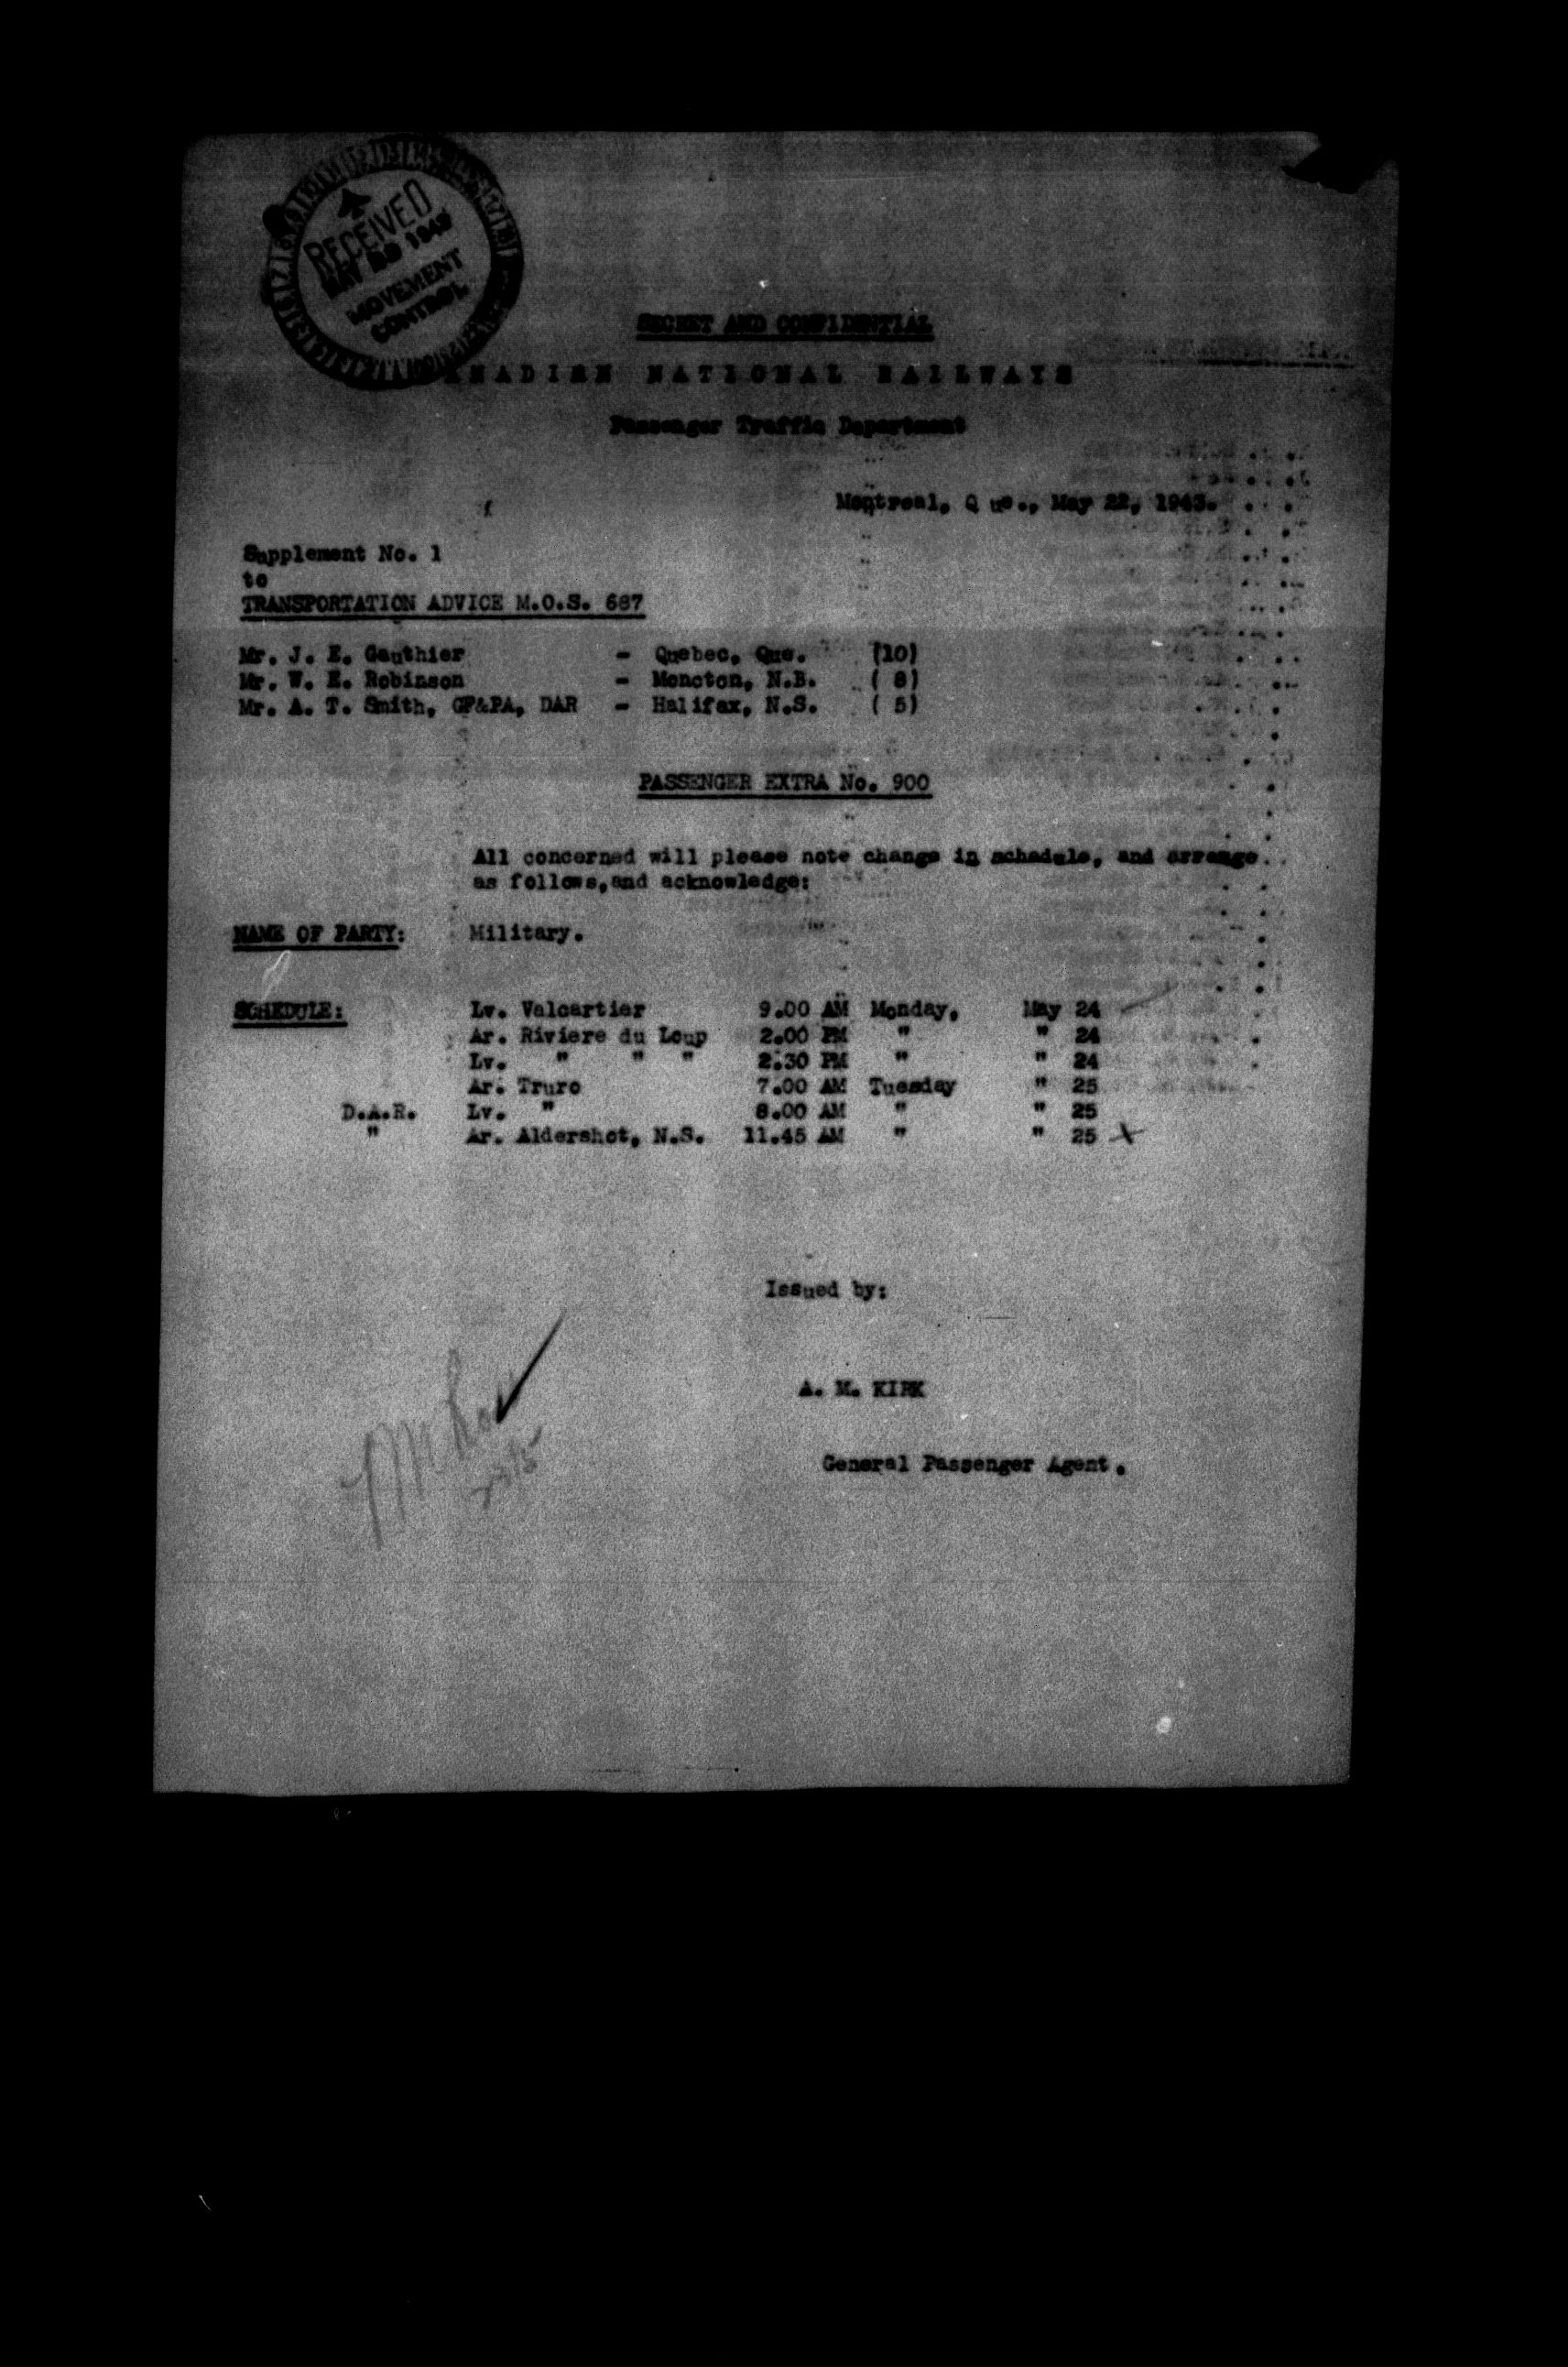 RECEIVED
MAY 1943
MOVEMENT
CONTROL
SECRET AND CONFIDENTIAL
CANADIAN NATIONAL RAILWAYS
Passenger Traffic Department
Montreal, Q ue., May 22, 1943.
Supplement No. 1
to
TRANSPORTATION ADVICE M.O.S. 687
Mr. J. E. Gauthier - Quebec, Que. (10)
Mr. W. E. Robinson - Moncton, N.B. ( 8)
Mr. A. T. Smith, GF&PA, DAR - Halifax, N.S. ( 5)
PASSENGER EXTRA No. 900
All concerned will please note change in schedule, and arrange
as follows,and acknowledge:
NAME OF PARTY: Military.
SCHEDULE: Lv. Valcartier 9.00 AM Monday, May 24
Ar. Riviere du Loup 2.00 PM " " 24
Lv. " " " 2.30 PM " " 24
Ar. Truro 7.00 AM Tuesday " 25
D.A.R. Lv. " 8.00 AM " " 25
" Ar. Aldershot, N.S. 11.45 AM " " 25 X
Issued by:
A. M. KIRK
General Passenger Agent.